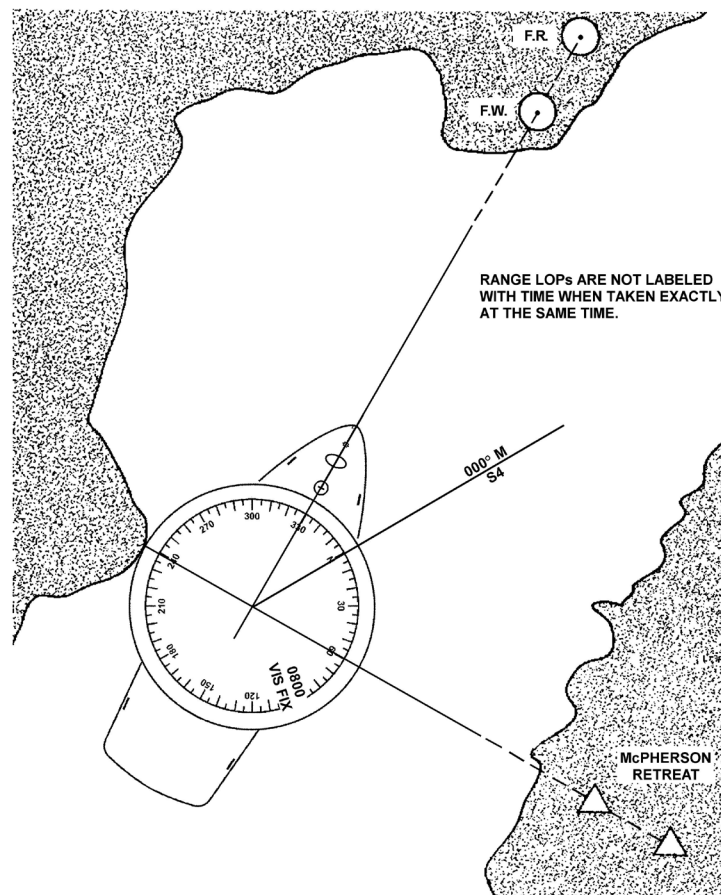 F.R.
F.W.
RANGE LOPs ARE NOT LABELED
WITH TIME WHEN TAKEN EXACTLY
AT THE SAME TIME.
000° M
S4
300
330
N
30
60
120
150
180
210
240
270
0800
VIS FIX
McPHERSON
RETREAT